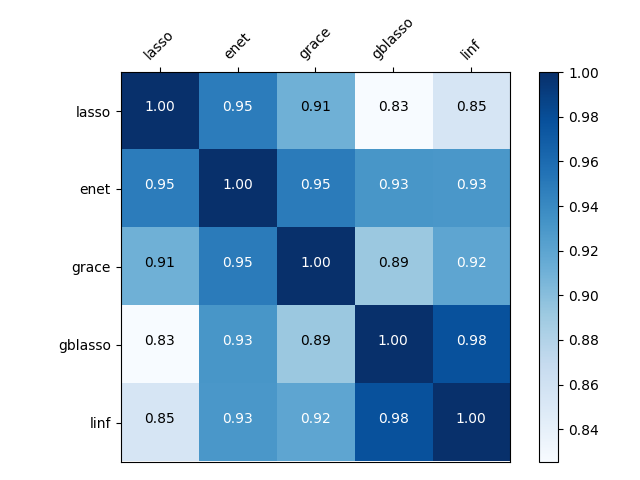 lasso enet grace gblasso linf
lasso 1.00 0.95 0.91 0.83 0.85
enet 0.95 1.00 0.95 0.93 0.93
grace 0.91 0.95 1.00 0.89 0.92
gblasso 0.83 0.93 0.89 1.00 0.98
linf 0.85 0.93 0.92 0.98 1.00
1.00
0.98
0.96
0.94
0.92
0.90
0.88
0.86
0.84